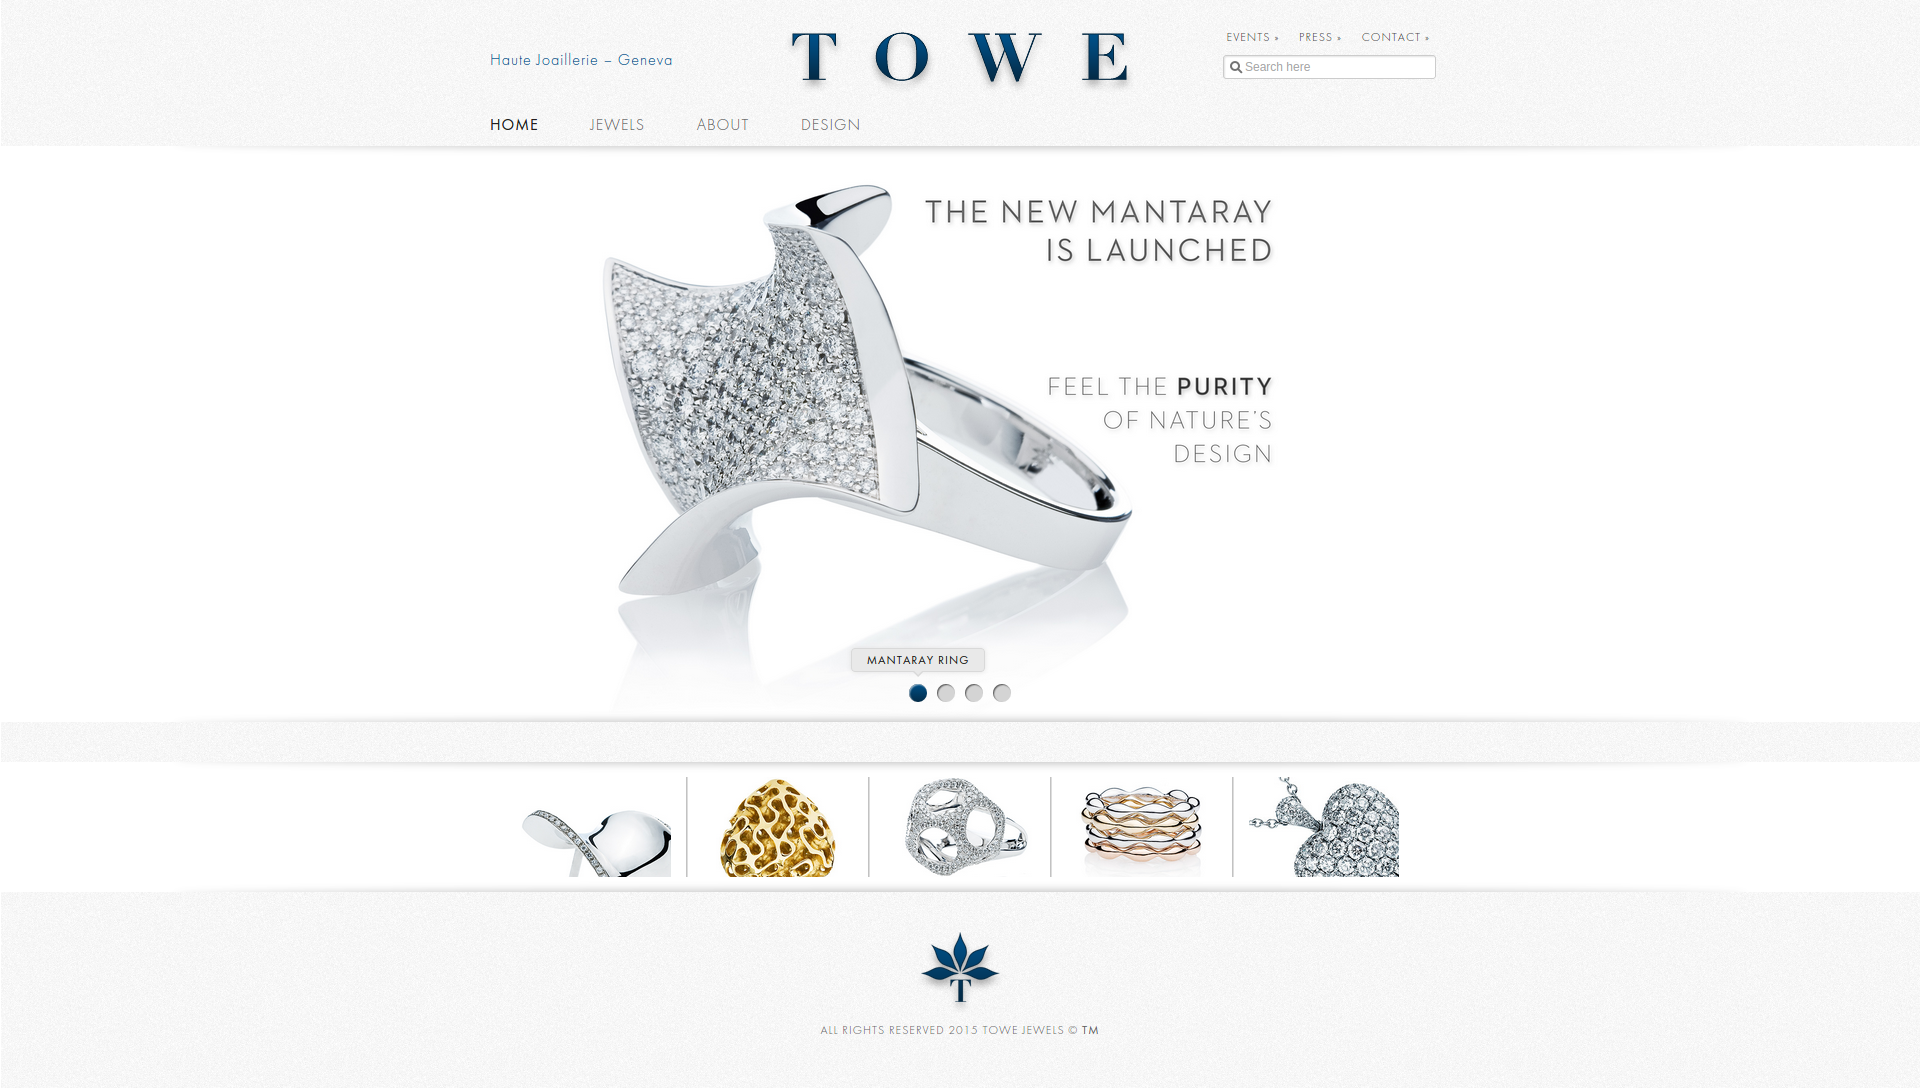 Haute Joaillerie – Geneva
TOWE
EVENTS »
PRESS »
CONTACT »
Search here
HOME
JEWELS
ABOUT
DESIGN
THE NEW MANTARAY
IS LAUNCHED
FEEL THE PURITY
OF NATURE'S
DESIGN
MANTARAY RING
T
ALL RIGHTS RESERVED 2015 TOWE JEWELS © TM